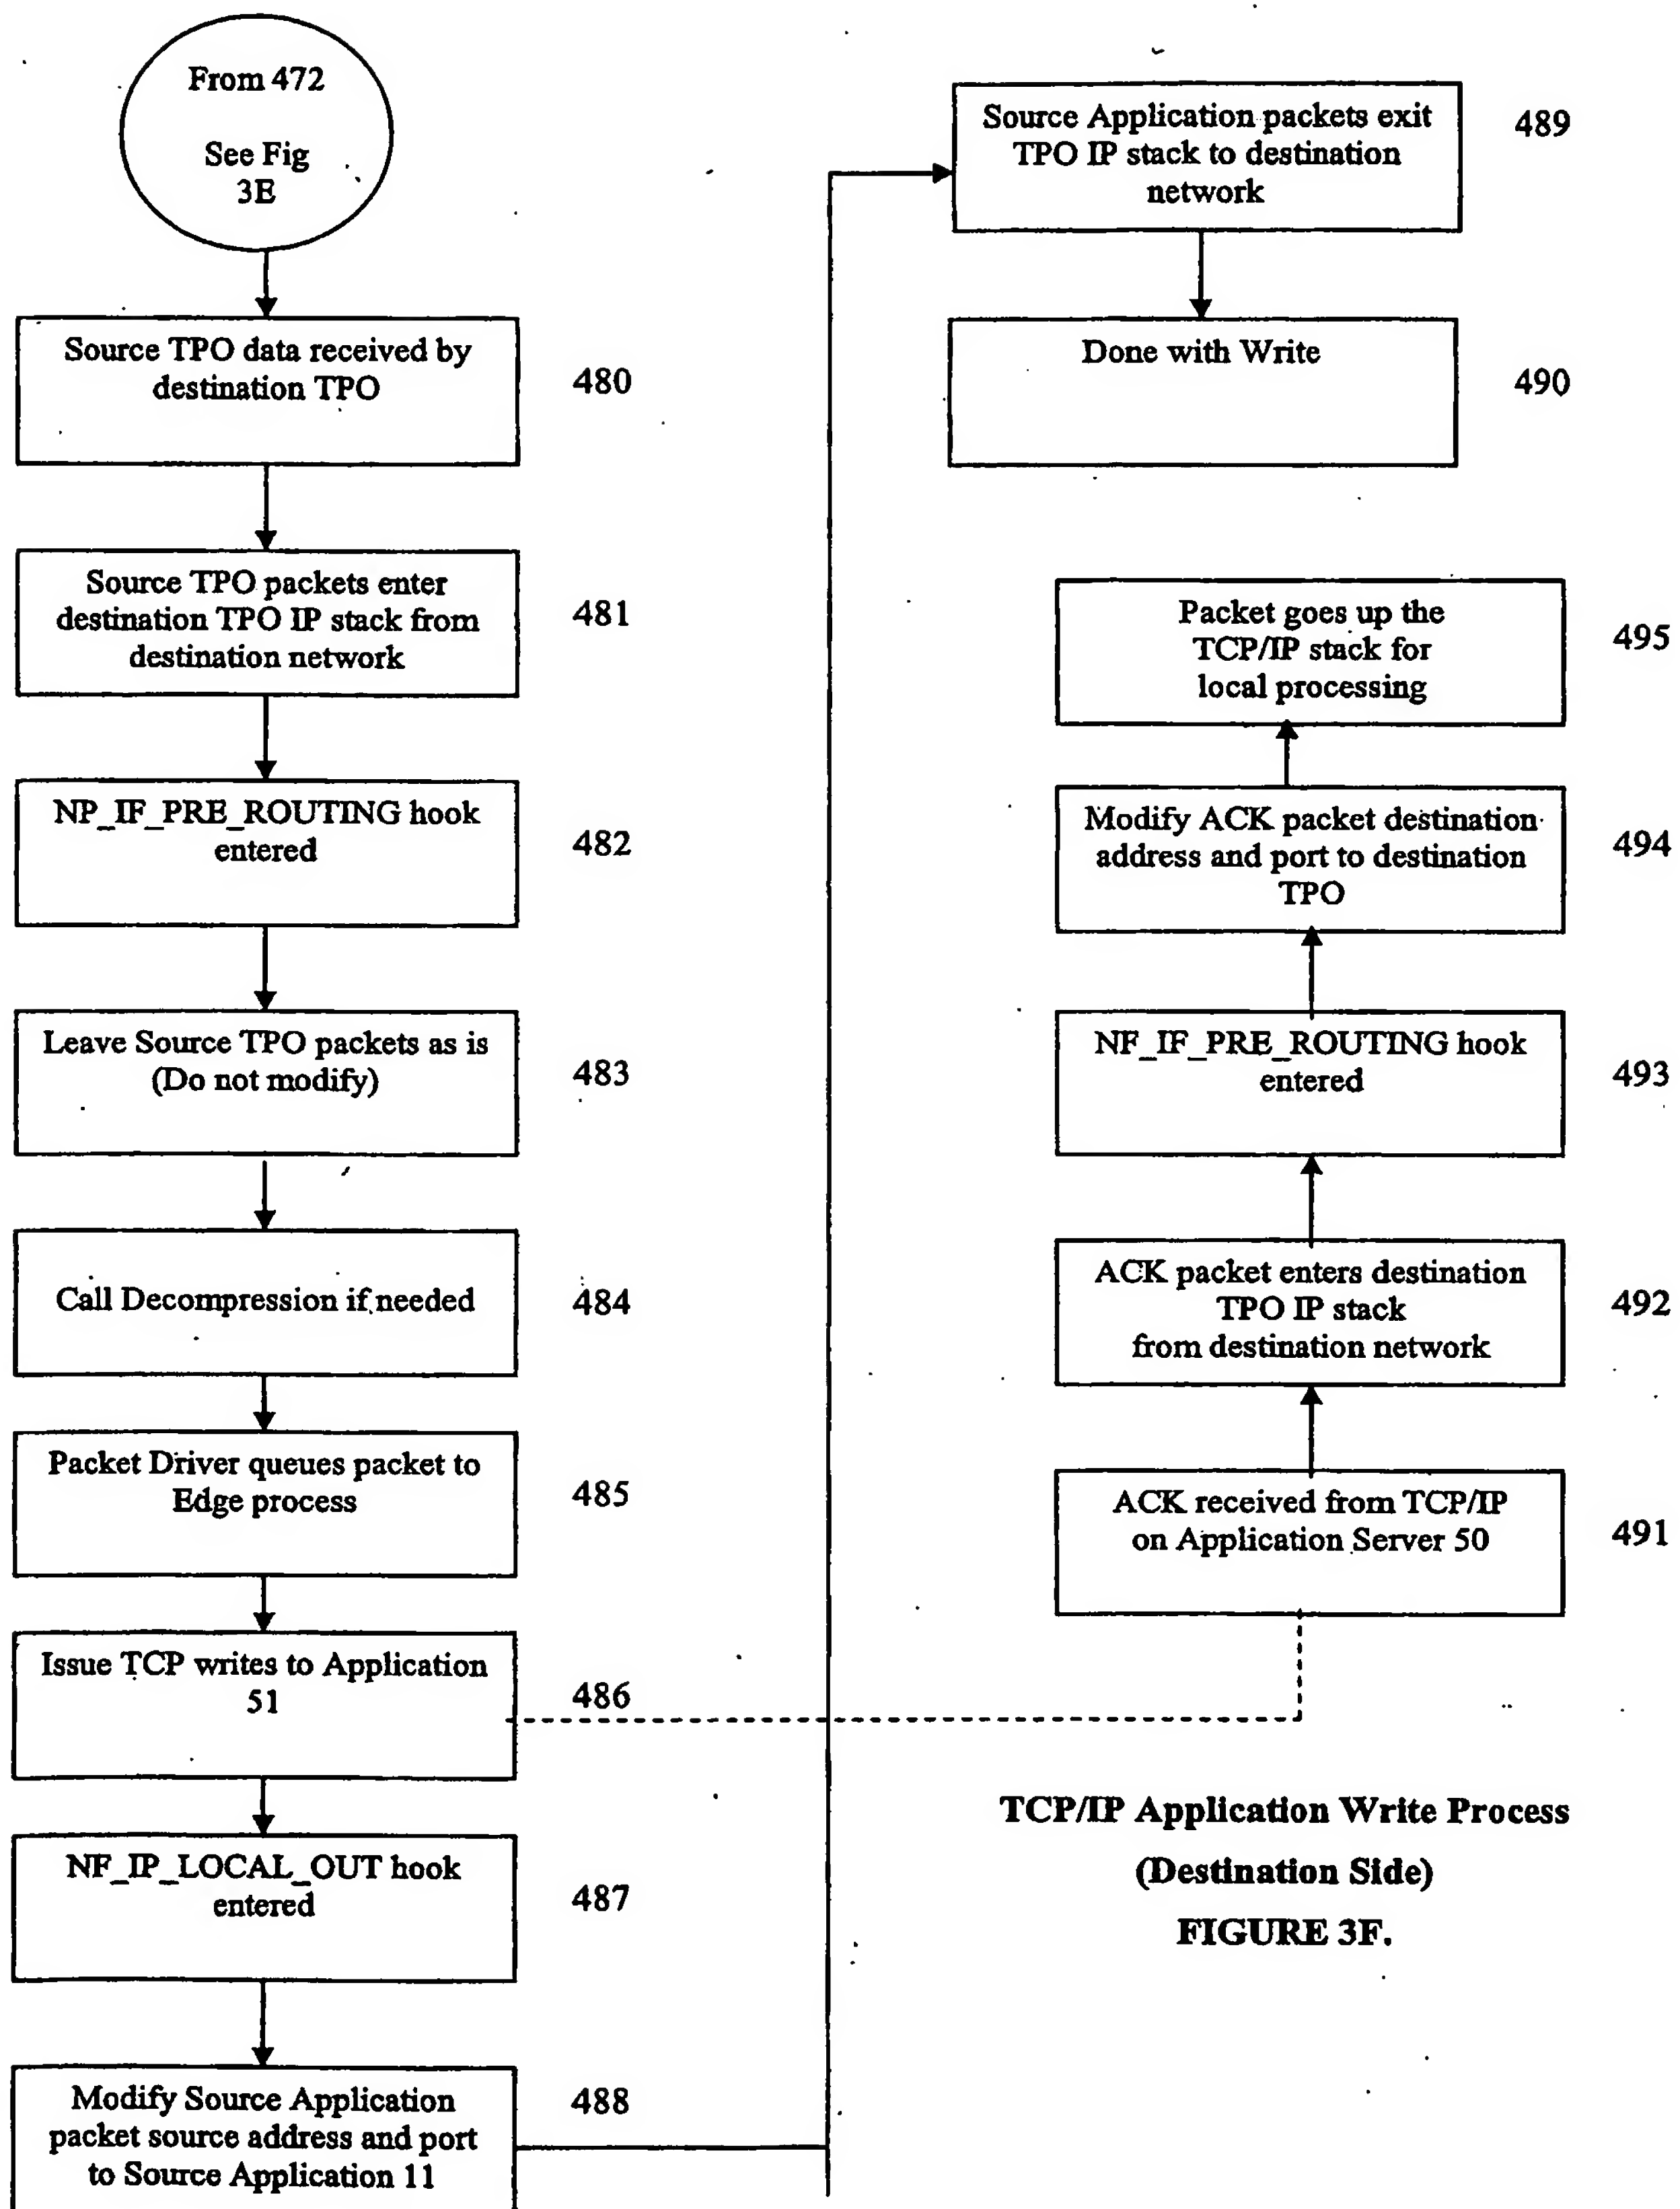 From 472
See Fig
3E
Source TPO data received by
destination TPO
480
Source TPO packets enter
destination TPO IP stack from
destination network
481
NP_IF_PRE_ROUTING hook
entered
482
Leave Source TPO packets as is
(Do not modify)
483
Call Decompression if needed
484
Packet Driver queues packet to
Edge process
485
Issue TCP writes to Application
51
486
NF_IP_LOCAL_OUT hook
entered
487
Modify Source Application
packet source address and port
to Source Application 11
488
Source Application packets exit
TPO IP stack to destination
network
489
Done with Write
490
Packet goes up the
TCP/IP stack for
local processing
495
Modify ACK packet destination
address and port to destination
TPO
494
NF_IF_PRE_ROUTING hook
entered
493
ACK packet enters destination
TPO IP stack
from destination network
492
ACK received from TCP/IP
on Application Server 50
491
TCP/IP Application Write Process
(Destination Side)
FIGURE 3F.